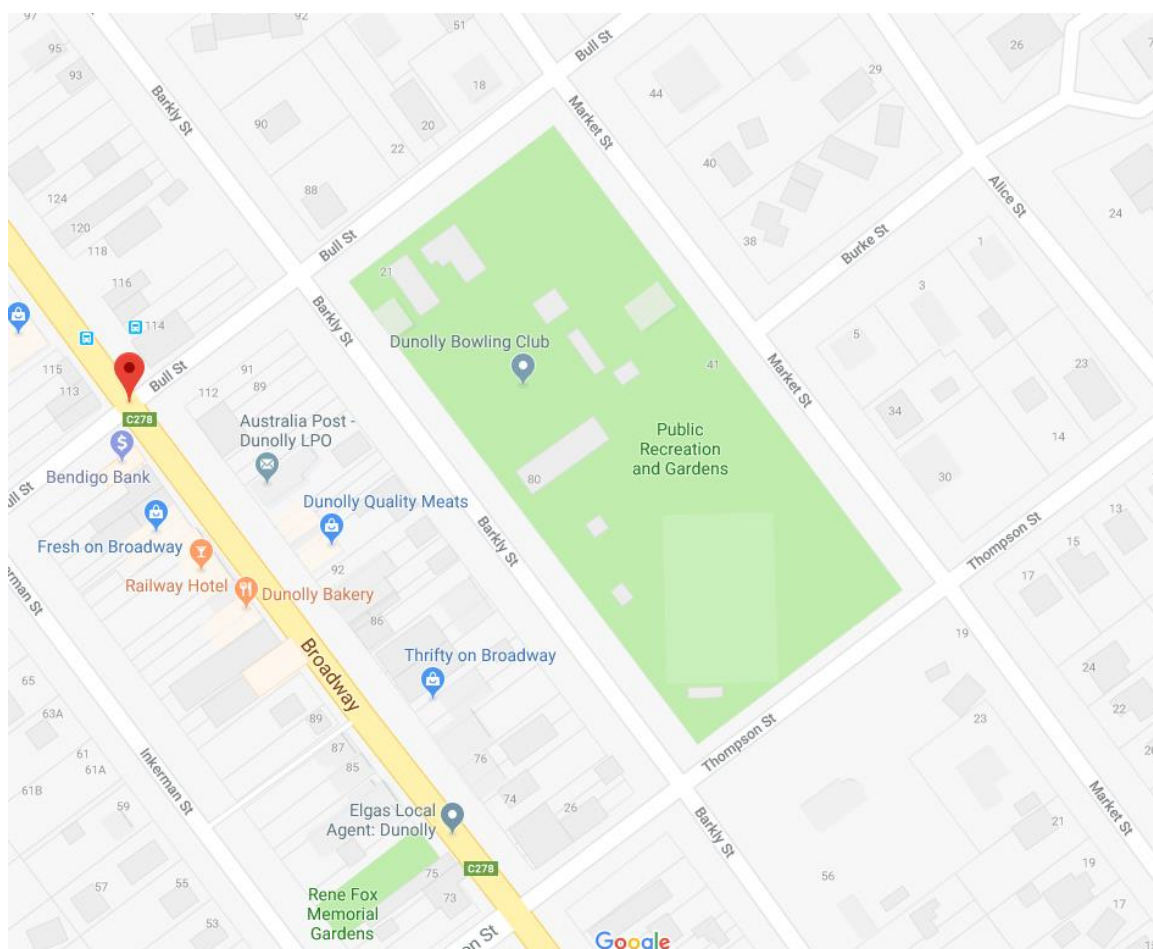 97
92
51
Bull St
26
95
93
Barkly St
18
29
44
Market St
90
20
22
40
88
124
Alice St
24
120
118
Bull St
38
Burke St
1
21
116
3
Barkly St
114
Dunolly Bowling Club
5
115
Bull St
91
41
Market St
23
113
89
112
C278
34
Australia Post -
Dunolly LPO
Public
Recreation
and Gardens
14
Bendigo Bank
80
30
Dunolly Quality Meats
13
Fresh on Broadway
Barkly St
Thompson St
15
92
Railway Hotel
Dunolly Bakery
17
86
19
Thrifty on Broadway
Broadway
65
24
63A
89
23
22
Thompson St
61
87
76
61A
85
61B
Inkerman St
59
74
26
Elgas Local
Agent: Dunolly
Barkly St
Market St
21
C278
75
56
19
57
55
73
Rene Fox
Memorial
Gardens
17
53
Google